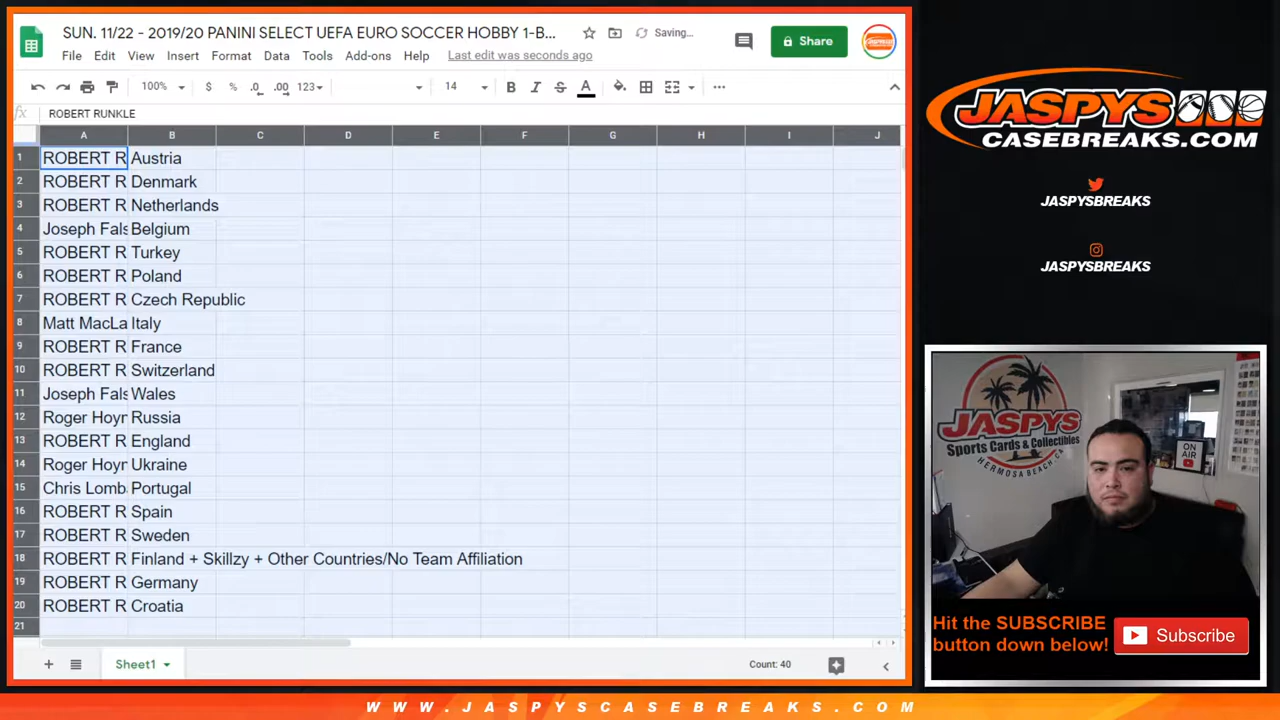 SUN. 11/22 - 2019/20 PANINI SELECT UEFA EURO SOCCER HOBBY 1-B...
Saving...
Share
File Edit View Insert Format Data Tools Add-ons Help Last edit was seconds ago
100% $ % .0 .00 123 14 B I S A
fx ROBERT RUNKLE
A B C D E F G H I J
1 ROBERT R Austria
2 ROBERT R Denmark
3 ROBERT R Netherlands
4 Joseph Fals Belgium
5 ROBERT R Turkey
6 ROBERT R Poland
7 ROBERT R Czech Republic
8 Matt MacLa Italy
9 ROBERT R France
10 ROBERT R Switzerland
11 Joseph Fals Wales
12 Roger Hoyn Russia
13 ROBERT R England
14 Roger Hoyn Ukraine
15 Chris Lomb Portugal
16 ROBERT R Spain
17 ROBERT R Sweden
18 ROBERT R Finland + Skillzy + Other Countries/No Team Affiliation
19 ROBERT R Germany
20 ROBERT R Croatia
21
Sheet1
Count: 40
JASPYS
CASEBREAKS.COM
JASPYSBREAKS
JASPYSBREAKS
JASPYS
Sports Cards & Collectibles
HERMOSA BEACH, CA
ON AIR
Hit the SUBSCRIBE
button down below!
Subscribe
WWW.JASPYSCASEBREAKS.COM